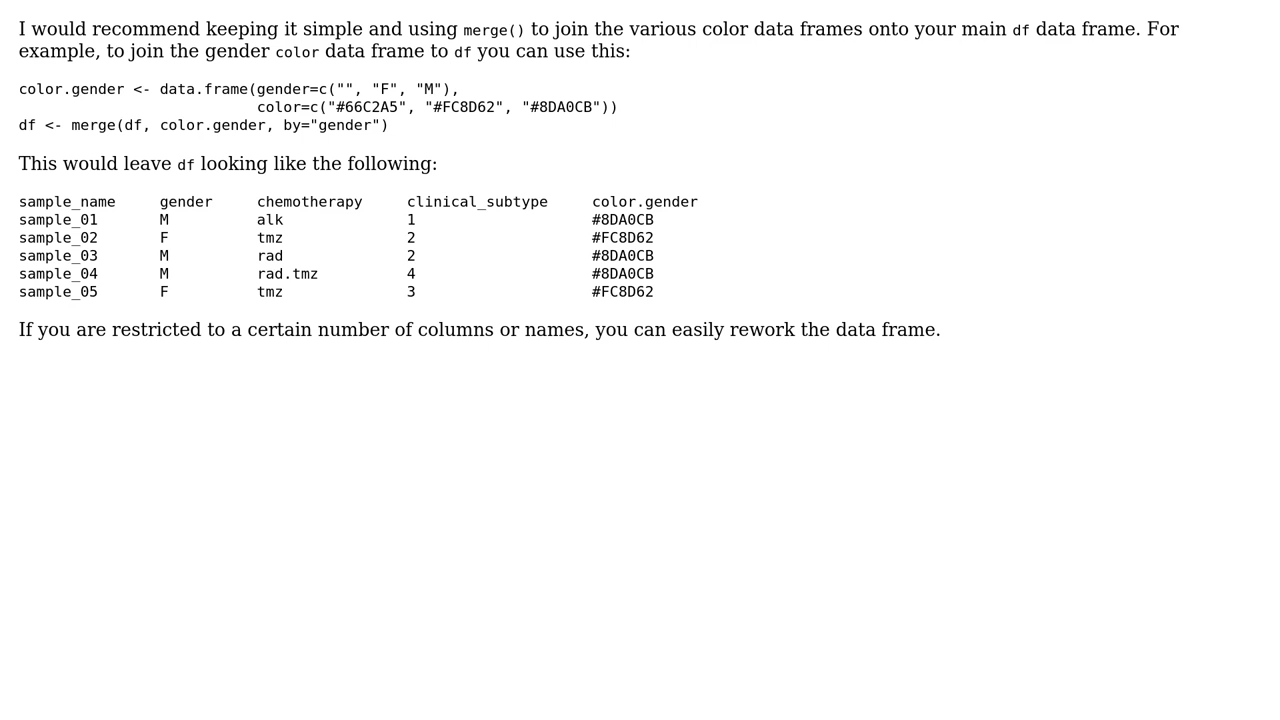 I would recommend keeping it simple and using merge() to join the various color data frames onto your main df data frame. For
example, to join the gender color data frame to df you can use this:
color.gender <- data.frame(gender=c("", "F", "M"),
                           color=c("#66C2A5", "#FC8D62", "#8DA0CB"))
df <- merge(df, color.gender, by="gender")
This would leave df looking like the following:
sample_name     gender     chemotherapy     clinical_subtype     color.gender
sample_01       M          alk              1                    #8DA0CB
sample_02       F          tmz              2                    #FC8D62
sample_03       M          rad              2                    #8DA0CB
sample_04       M          rad.tmz          4                    #8DA0CB
sample_05       F          tmz              3                    #FC8D62
If you are restricted to a certain number of columns or names, you can easily rework the data frame.